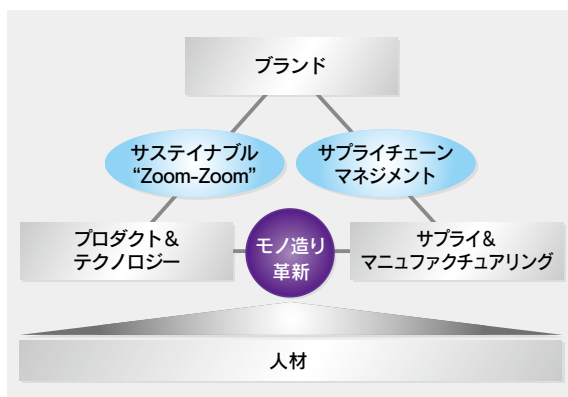 ブランド
サステイナブル
“Zoom-Zoom”
サプライチェーン
マネジメント
プロダクト＆
テクノロジー
モノ造り
革新
サプライ＆
マニュファクチュアリング
人材